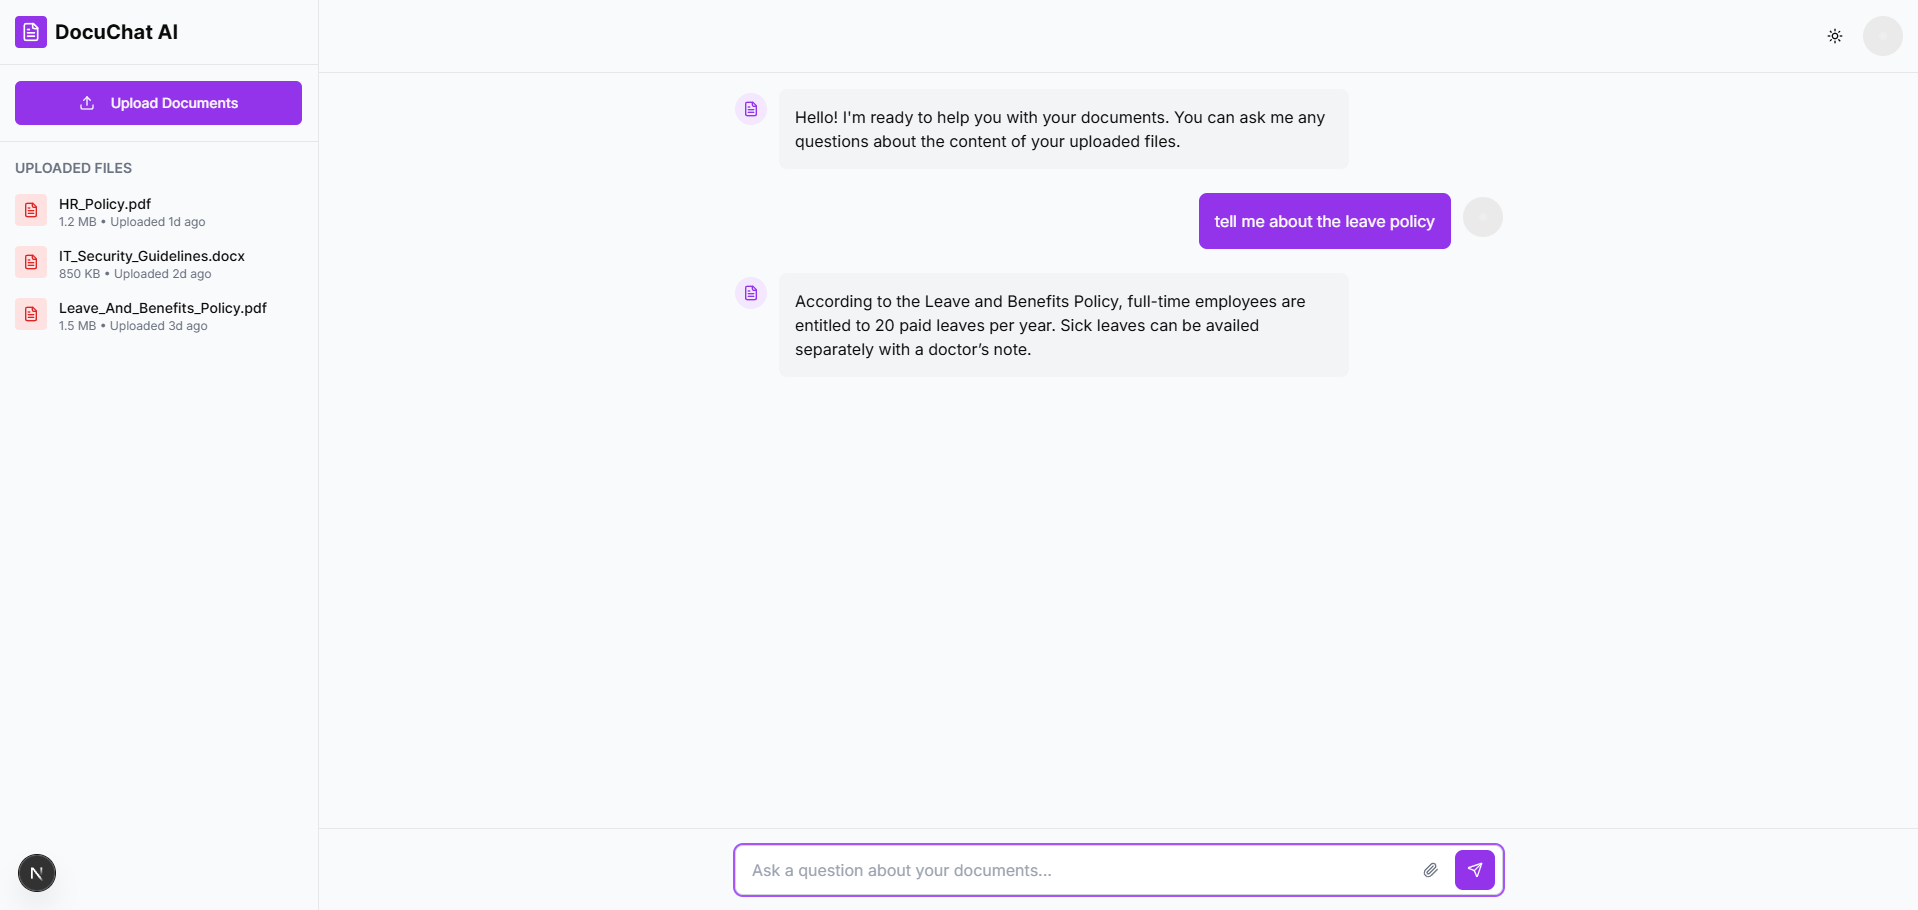 DocuChat AI
Upload Documents
UPLOADED FILES
HR_Policy.pdf
1.2 MB • Uploaded 1d ago
IT_Security_Guidelines.docx
850 KB • Uploaded 2d ago
Leave_And_Benefits_Policy.pdf
1.5 MB • Uploaded 3d ago
N
Hello! I'm ready to help you with your documents. You can ask me any
questions about the content of your uploaded files.
tell me about the leave policy
According to the Leave and Benefits Policy, full-time employees are
entitled to 20 paid leaves per year. Sick leaves can be availed
separately with a doctor’s note.
Ask a question about your documents...